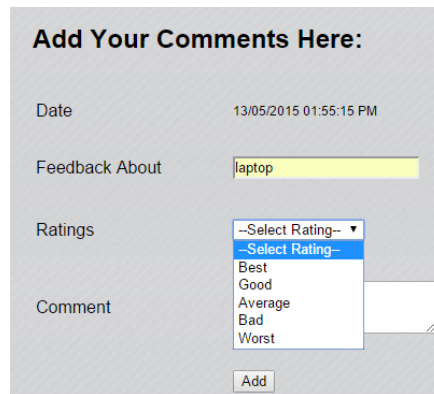 Add Your Comments Here:
Date 13/05/2015 01:55:15 PM
Feedback About laptop
Ratings --Select Rating--
--Select Rating--
Best
Good
Comment Average
Bad
Worst
Add